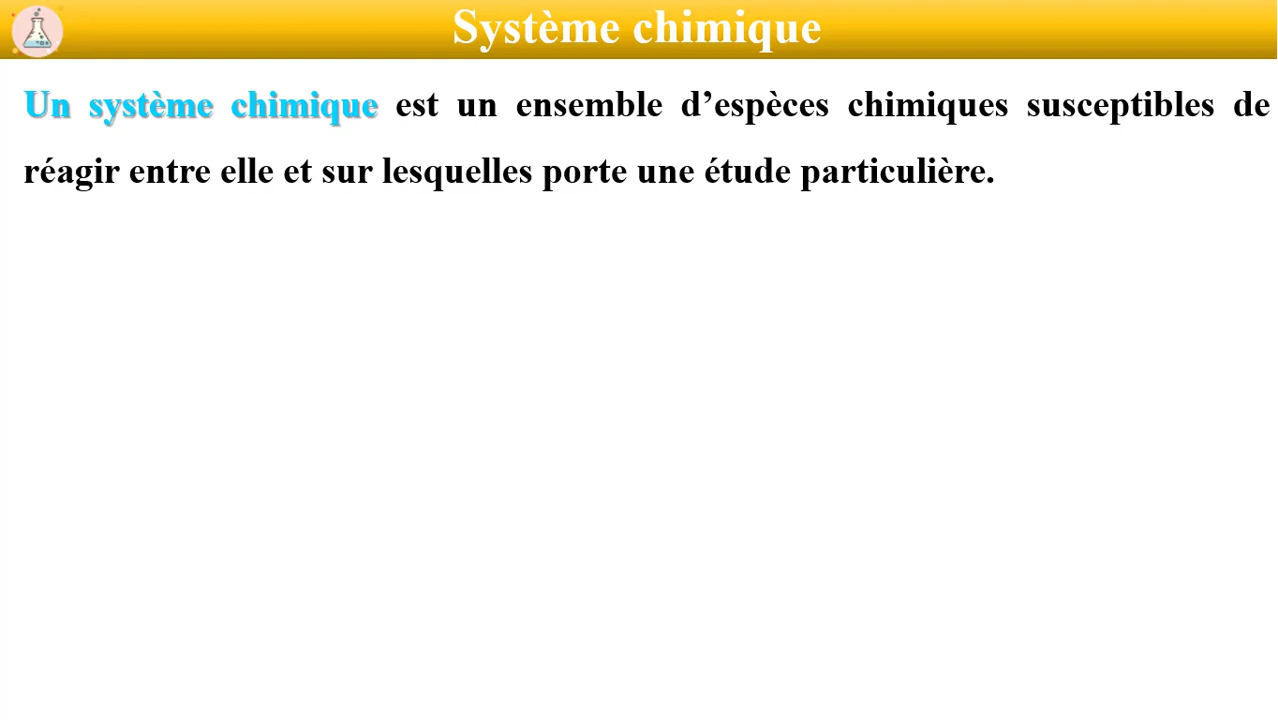 Système chimique
Un système chimique est un ensemble d’espèces chimiques susceptibles de
réagir entre elle et sur lesquelles porte une étude particulière.